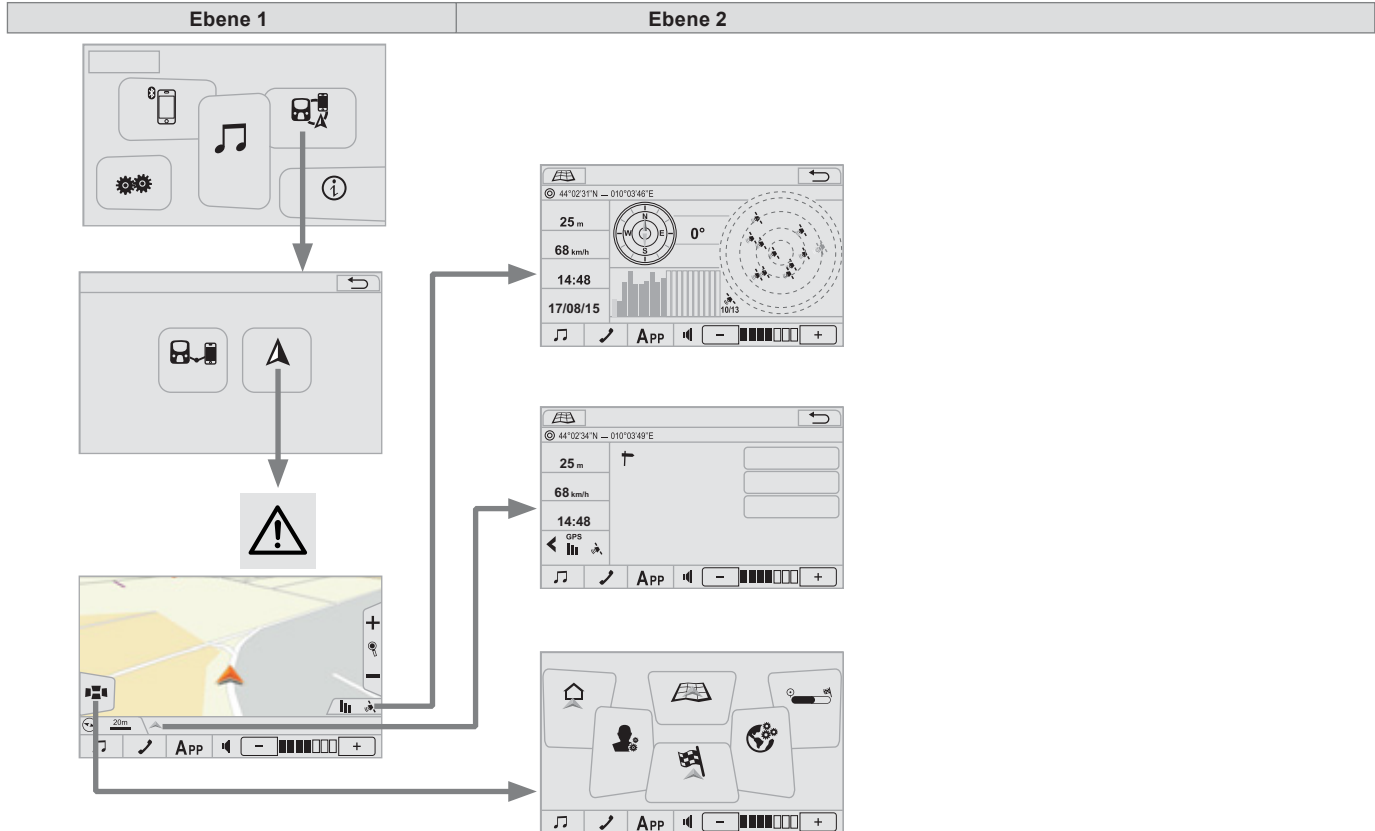 Ebene 1 Ebene 2
44°02'31"N — 010°03'46"E
25 m
68 km/h
14:48
17/08/15
N
W E
S
0°
10/13
APP - +
44°02'34"N — 010°03'49"E
25 m
68 km/h
14:48
GPS
APP - +
+
-
20m
APP - +
APP - +